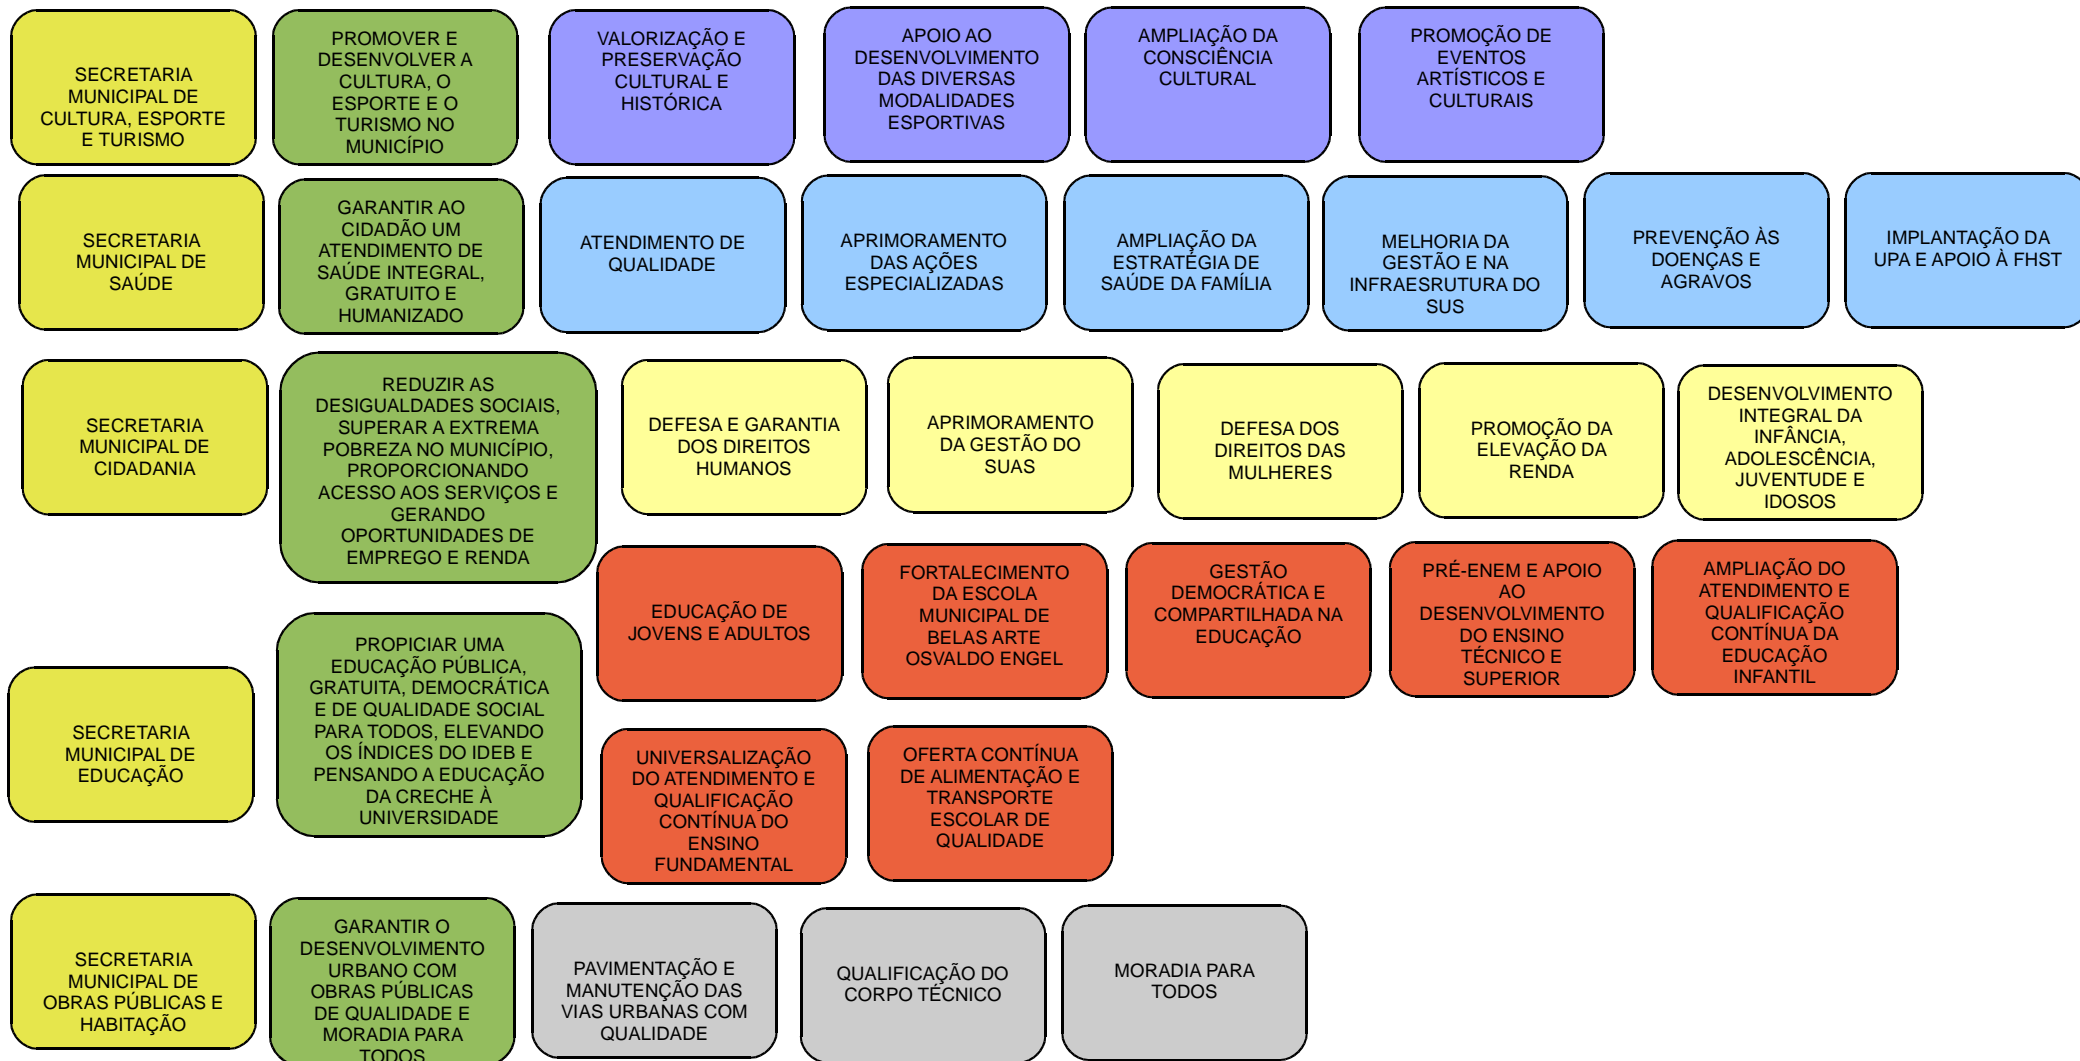 SECRETARIA
MUNICIPAL DE
CULTURA, ESPORTE
E TURISMO
PROMOVER E
DESENVOLVER A
CULTURA, O
ESPORTE E O
TURISMO NO
MUNICÍPIO
VALORIZAÇÃO E
PRESERVAÇÃO
CULTURAL E
HISTÓRICA
APOIO AO
DESENVOLVIMENTO
DAS DIVERSAS
MODALIDADES
ESPORTIVAS
AMPLIAÇÃO DA
CONSCIÊNCIA
CULTURAL
PROMOÇÃO DE
EVENTOS
ARTÍSTICOS E
CULTURAIS
SECRETARIA
MUNICIPAL DE
SAÚDE
GARANTIR AO
CIDADÃO UM
ATENDIMENTO DE
SAÚDE INTEGRAL,
GRATUITO E
HUMANIZADO
ATENDIMENTO DE
QUALIDADE
APRIMORAMENTO
DAS AÇÕES
ESPECIALIZADAS
AMPLIAÇÃO DA
ESTRATÉGIA DE
SAÚDE DA FAMÍLIA
MELHORIA DA
GESTÃO E NA
INFRAESRUTURA DO
SUS
PREVENÇÃO ÀS
DOENÇAS E
AGRAVOS
IMPLANTAÇÃO DA
UPA E APOIO À FHST
SECRETARIA
MUNICIPAL DE
CIDADANIA
REDUZIR AS
DESIGUALDADES SOCIAIS,
SUPERAR A EXTREMA
POBREZA NO MUNICÍPIO,
PROPORCIONANDO
ACESSO AOS SERVIÇOS E
GERANDO
OPORTUNIDADES DE
EMPREGO E RENDA
DEFESA E GARANTIA
DOS DIREITOS
HUMANOS
APRIMORAMENTO
DA GESTÃO DO
SUAS
DEFESA DOS
DIREITOS DAS
MULHERES
PROMOÇÃO DA
ELEVAÇÃO DA
RENDA
DESENVOLVIMENTO
INTEGRAL DA
INFÂNCIA,
ADOLESCÊNCIA,
JUVENTUDE E
IDOSOS
SECRETARIA
MUNICIPAL DE
EDUCAÇÃO
PROPICIAR UMA
EDUCAÇÃO PÚBLICA,
GRATUITA, DEMOCRÁTICA
E DE QUALIDADE SOCIAL
PARA TODOS, ELEVANDO
OS ÍNDICES DO IDEB E
PENSANDO A EDUCAÇÃO
DA CRECHE À
UNIVERSIDADE
EDUCAÇÃO DE
JOVENS E ADULTOS
FORTALECIMENTO
DA ESCOLA
MUNICIPAL DE
BELAS ARTE
OSVALDO ENGEL
GESTÃO
DEMOCRÁTICA E
COMPARTILHADA NA
EDUCAÇÃO
PRÉ-ENEM E APOIO
AO
DESENVOLVIMENTO
DO ENSINO
TÉCNICO E
SUPERIOR
AMPLIAÇÃO DO
ATENDIMENTO E
QUALIFICAÇÃO
CONTÍNUA DA
EDUCAÇÃO
INFANTIL
UNIVERSALIZAÇÃO
DO ATENDIMENTO E
QUALIFICAÇÃO
CONTÍNUA DO
ENSINO
FUNDAMENTAL
OFERTA CONTÍNUA
DE ALIMENTAÇÃO E
TRANSPORTE
ESCOLAR DE
QUALIDADE
SECRETARIA
MUNICIPAL DE
OBRAS PÚBLICAS E
HABITAÇÃO
GARANTIR O
DESENVOLVIMENTO
URBANO COM
OBRAS PÚBLICAS
DE QUALIDADE E
MORADIA PARA
TODOS
PAVIMENTAÇÃO E
MANUTENÇÃO DAS
VIAS URBANAS COM
QUALIDADE
QUALIFICAÇÃO DO
CORPO TÉCNICO
MORADIA PARA
TODOS